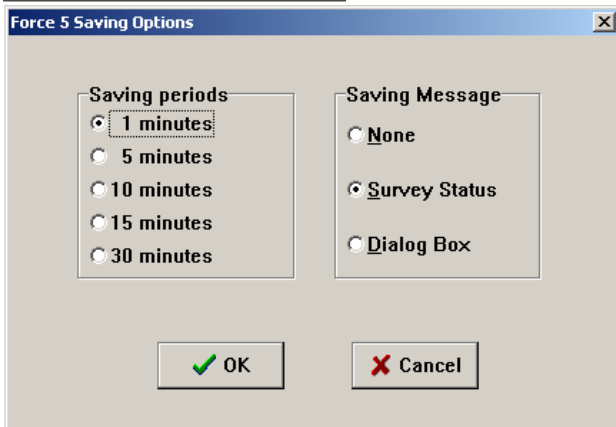 Force 5 Saving Options
Saving periods
1 minutes
5 minutes
10 minutes
15 minutes
30 minutes
Saving Message
None
Survey Status
Dialog Box
OK
Cancel